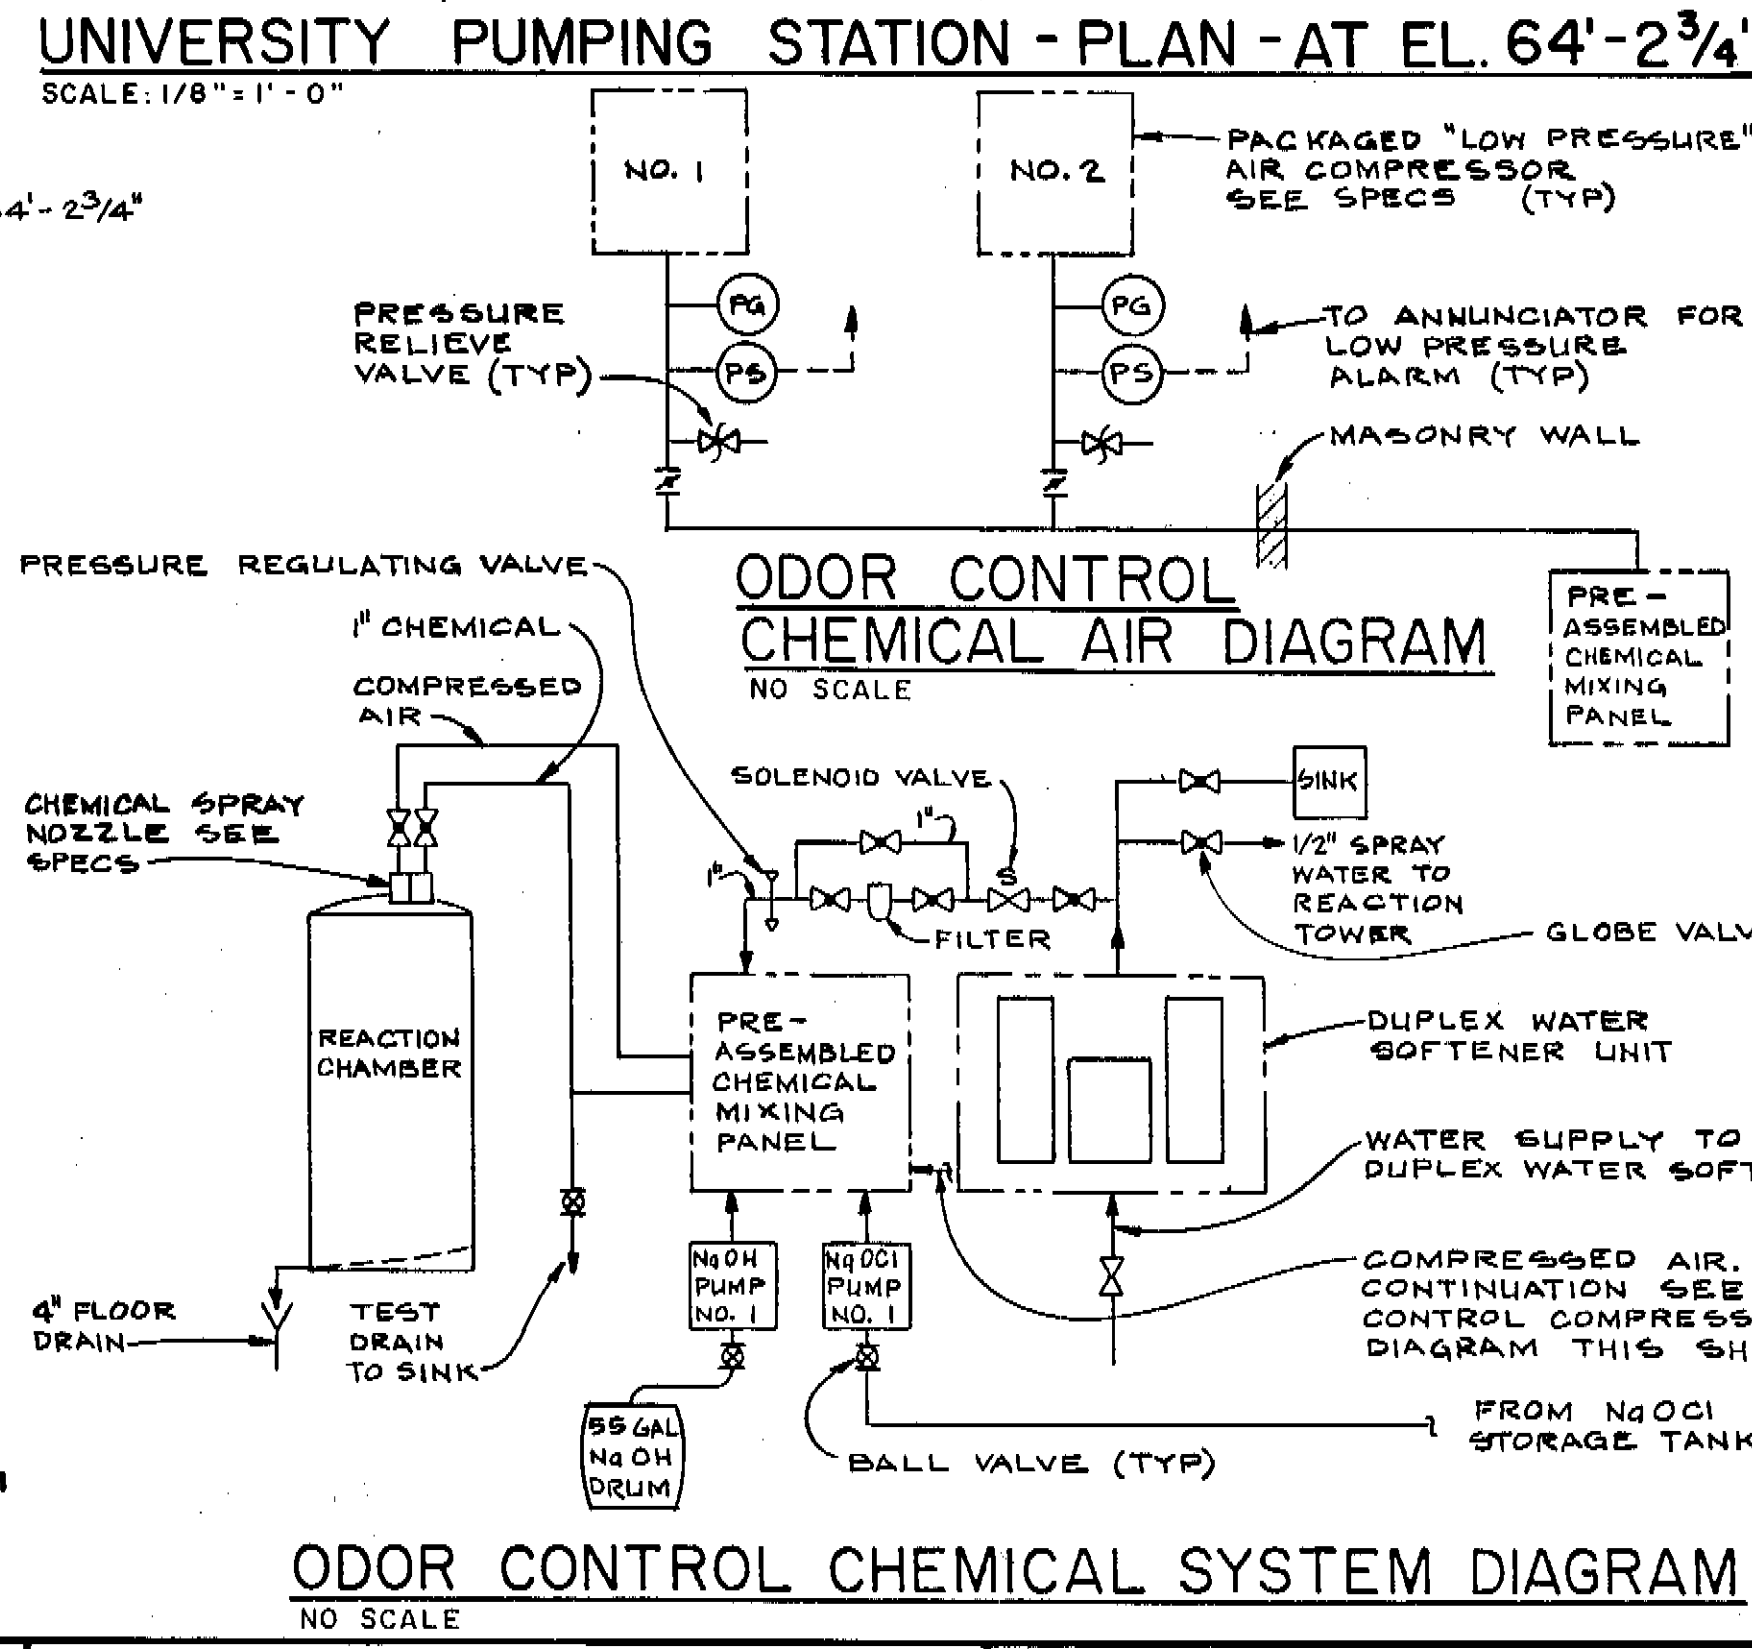 UNIVERSITY PUMPING STATION - PLAN - AT EL. 64'-2 3/4"
SCALE: 1/8" = 1' - 0"
4'- 2 3/4"
NO. 1
NO. 2
PACKAGED "LOW PRESSURE"
AIR COMPRESSOR
SEE SPECS (TYP)
PRESSURE
RELIEVE
VALVE (TYP)
PG
PS
PG
PS
TO ANNUNCIATOR FOR
LOW PRESSURE
ALARM (TYP)
MASONRY WALL
ODOR CONTROL
CHEMICAL AIR DIAGRAM
NO SCALE
PRE-
ASSEMBLED
CHEMICAL
MIXING
PANEL
PRESSURE REGULATING VALVE
1" CHEMICAL
COMPRESSED
AIR
CHEMICAL SPRAY
NOZZLE SEE
SPECS
SOLENOID VALVE
1"
1"
S
FILTER
SINK
1/2" SPRAY
WATER TO
REACTION
TOWER
GLOBE VALV
REACTION
CHAMBER
PRE-
ASSEMBLED
CHEMICAL
MIXING
PANEL
DUPLEX WATER
SOFTENER UNIT
WATER SUPPLY TO
DUPLEX WATER SOFT
NaOH
PUMP
NO. 1
NaOCl
PUMP
NO. 1
COMPRESSED AIR.
CONTINUATION SEE
CONTROL COMPRESS
DIAGRAM THIS SH
4" FLOOR
DRAIN
TEST
DRAIN
TO SINK
55 GAL
NaOH
DRUM
BALL VALVE (TYP)
FROM NaOCl
STORAGE TANK
ODOR CONTROL CHEMICAL SYSTEM DIAGRAM
NO SCALE